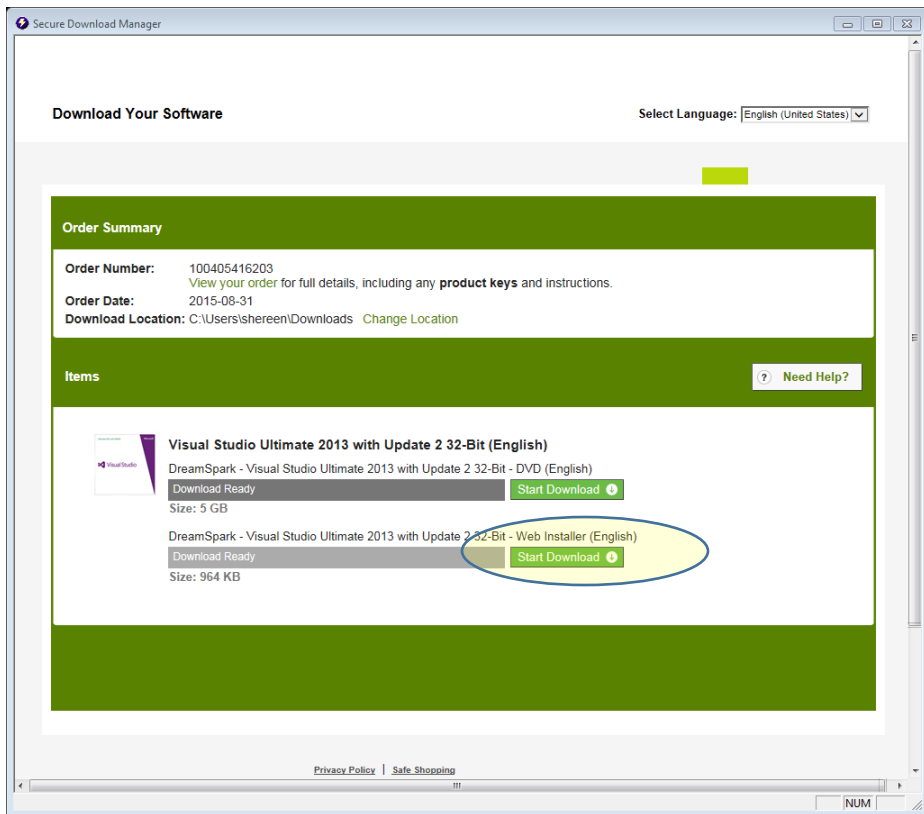 Secure Download Manager
Download Your Software
Select Language: English (United States)
Order Summary
Order Number: 100405416203
View your order for full details, including any product keys and instructions.
Order Date: 2015-08-31
Download Location: C:\Users\shereen\Downloads Change Location
Items
? Need Help?
Visual Studio
Visual Studio Ultimate 2013 with Update 2 32-Bit (English)
DreamSpark - Visual Studio Ultimate 2013 with Update 2 32-Bit - DVD (English)
Download Ready Start Download
Size: 5 GB
DreamSpark - Visual Studio Ultimate 2013 with Update 2 32-Bit - Web Installer (English)
Download Ready Start Download
Size: 964 KB
Privacy Policy | Safe Shopping
NUM